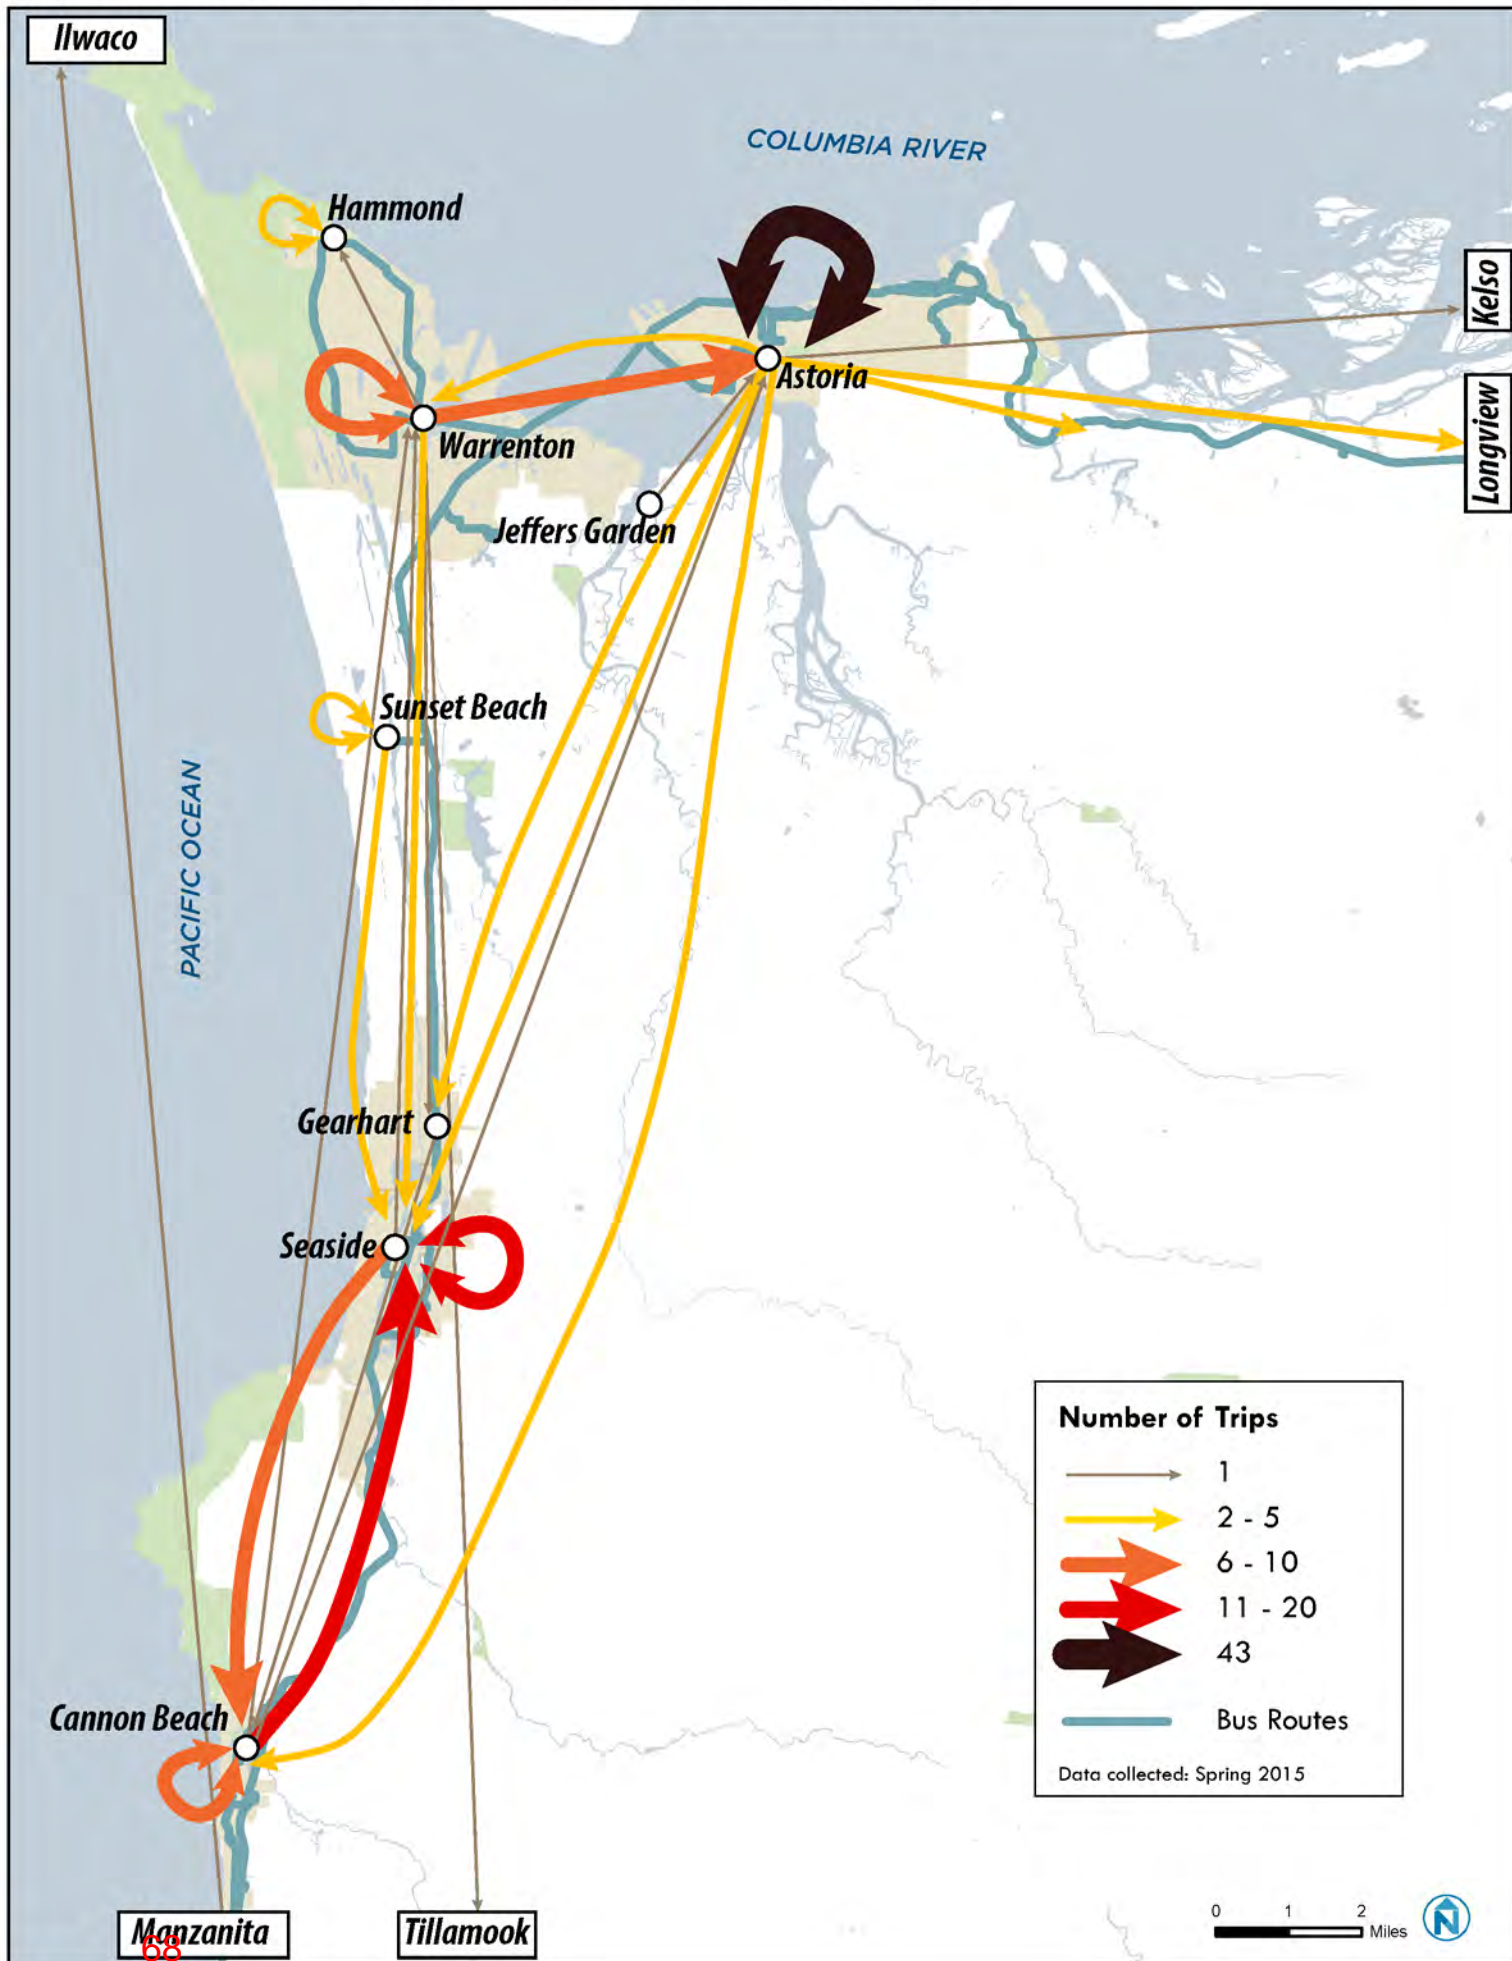 Ilwaco
COLUMBIA RIVER
Hammond
Kelso
Astoria
Longview
Warrenton
Jeffers Garden
Sunset Beach
PACIFIC OCEAN
Gearhart
Seaside
Cannon Beach
Manzanita
68
Tillamook
Number of Trips
1
2 - 5
6 - 10
11 - 20
43
Bus Routes
Data collected: Spring 2015
0 1 2
Miles
N